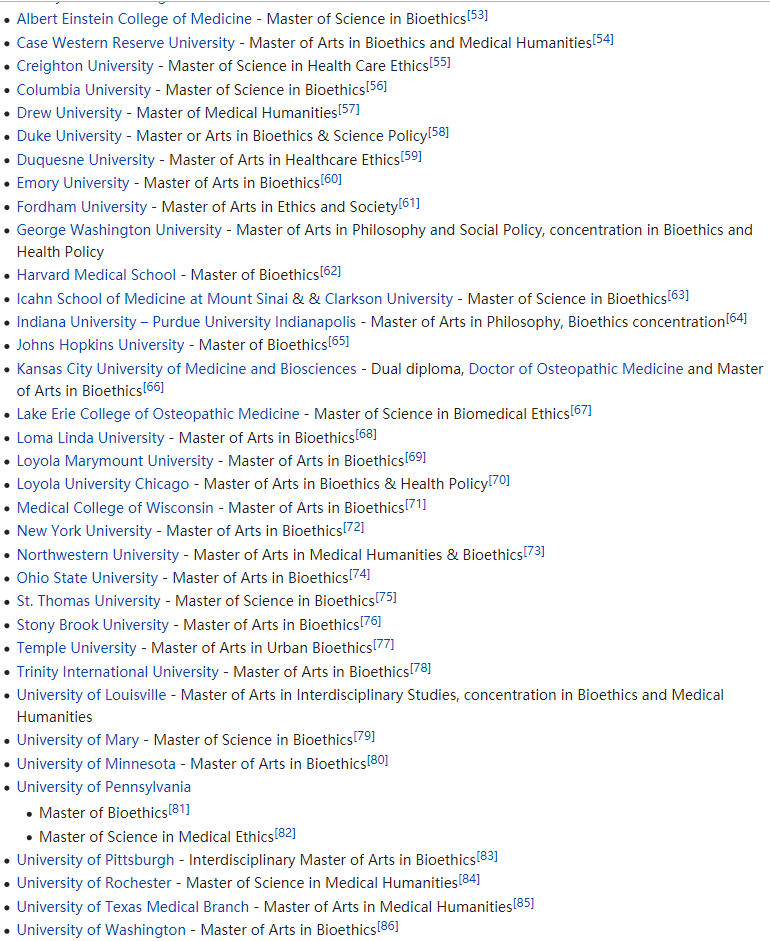 Albert Einstein College of Medicine - Master of Science in Bioethics[53]
Case Western Reserve University - Master of Arts in Bioethics and Medical Humanities[54]
Creighton University - Master of Science in Health Care Ethics[55]
Columbia University - Master of Science in Bioethics[56]
Drew University - Master of Medical Humanities[57]
Duke University - Master or Arts in Bioethics & Science Policy[58]
Duquesne University - Master of Arts in Healthcare Ethics[59]
Emory University - Master of Arts in Bioethics[60]
Fordham University - Master of Arts in Ethics and Society[61]
George Washington University - Master of Arts in Philosophy and Social Policy, concentration in Bioethics and
Health Policy
Harvard Medical School - Master of Bioethics[62]
Icahn School of Medicine at Mount Sinai & & Clarkson University - Master of Science in Bioethics[63]
Indiana University – Purdue University Indianapolis - Master of Arts in Philosophy, Bioethics concentration[64]
Johns Hopkins University - Master of Bioethics[65]
Kansas City University of Medicine and Biosciences - Dual diploma, Doctor of Osteopathic Medicine and Master
of Arts in Bioethics[66]
Lake Erie College of Osteopathic Medicine - Master of Science in Biomedical Ethics[67]
Loma Linda University - Master of Arts in Bioethics[68]
Loyola Marymount University - Master of Arts in Bioethics[69]
Loyola University Chicago - Master of Arts in Bioethics & Health Policy[70]
Medical College of Wisconsin - Master of Arts in Bioethics[71]
New York University - Master of Arts in Bioethics[72]
Northwestern University - Master of Arts in Medical Humanities & Bioethics[73]
Ohio State University - Master of Arts in Bioethics[74]
St. Thomas University - Master of Science in Bioethics[75]
Stony Brook University - Master of Arts in Bioethics[76]
Temple University - Master of Arts in Urban Bioethics[77]
Trinity International University - Master of Arts in Bioethics[78]
University of Louisville - Master of Arts in Interdisciplinary Studies, concentration in Bioethics and Medical
Humanities
University of Mary - Master of Science in Bioethics[79]
University of Minnesota - Master of Arts in Bioethics[80]
University of Pennsylvania
Master of Bioethics[81]
Master of Science in Medical Ethics[82]
University of Pittsburgh - Interdisciplinary Master of Arts in Bioethics[83]
University of Rochester - Master of Science in Medical Humanities[84]
University of Texas Medical Branch - Master of Arts in Medical Humanities[85]
University of Washington - Master of Arts in Bioethics[86]